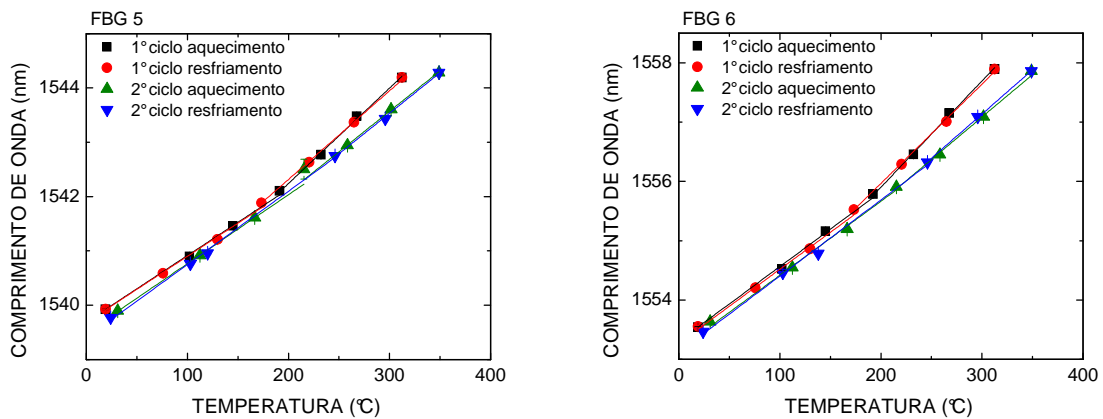 FBG 5
1° ciclo aquecimento
1° ciclo resfriamento
2° ciclo aquecimento
2° ciclo resfriamento
COMPRIMENTO DE ONDA (nm)
1544
1542
1540
0 100 200 300 400
TEMPERATURA (°C)
FBG 6
1° ciclo aquecimento
1° ciclo resfriamento
2° ciclo aquecimento
2° ciclo resfriamento
COMPRIMENTO DE ONDA (nm)
1558
1556
1554
0 100 200 300 400
TEMPERATURA (°C)